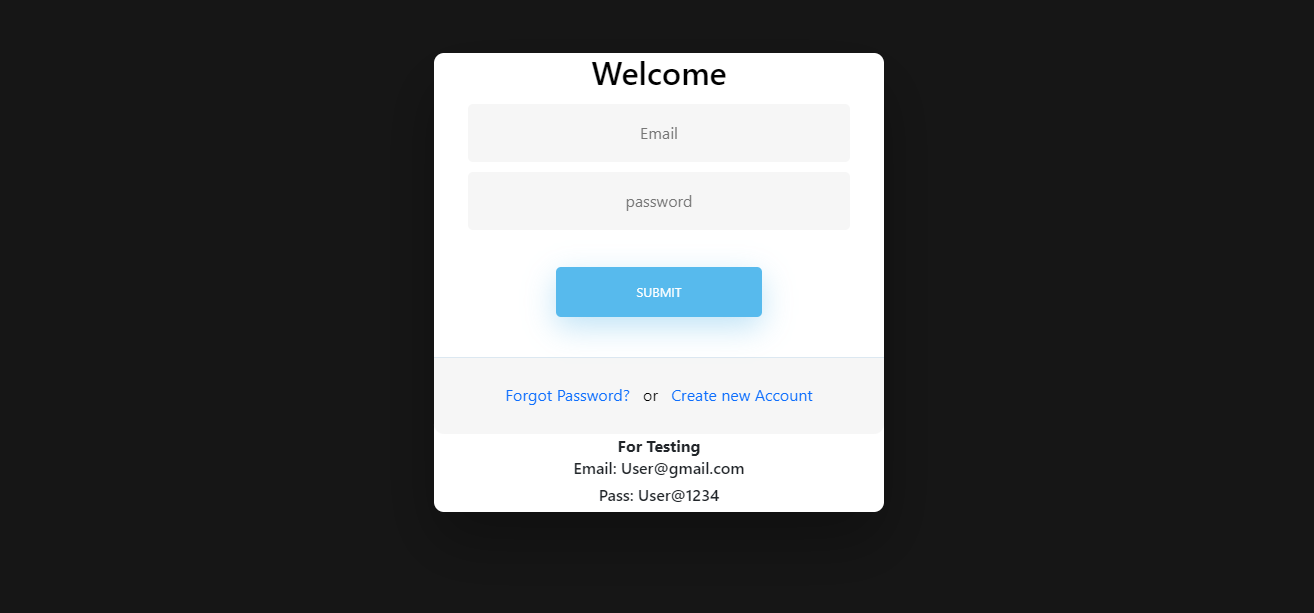 Welcome
Email
password
SUBMIT
Forgot Password? or Create new Account
For Testing
Email: User@gmail.com
Pass: User@1234